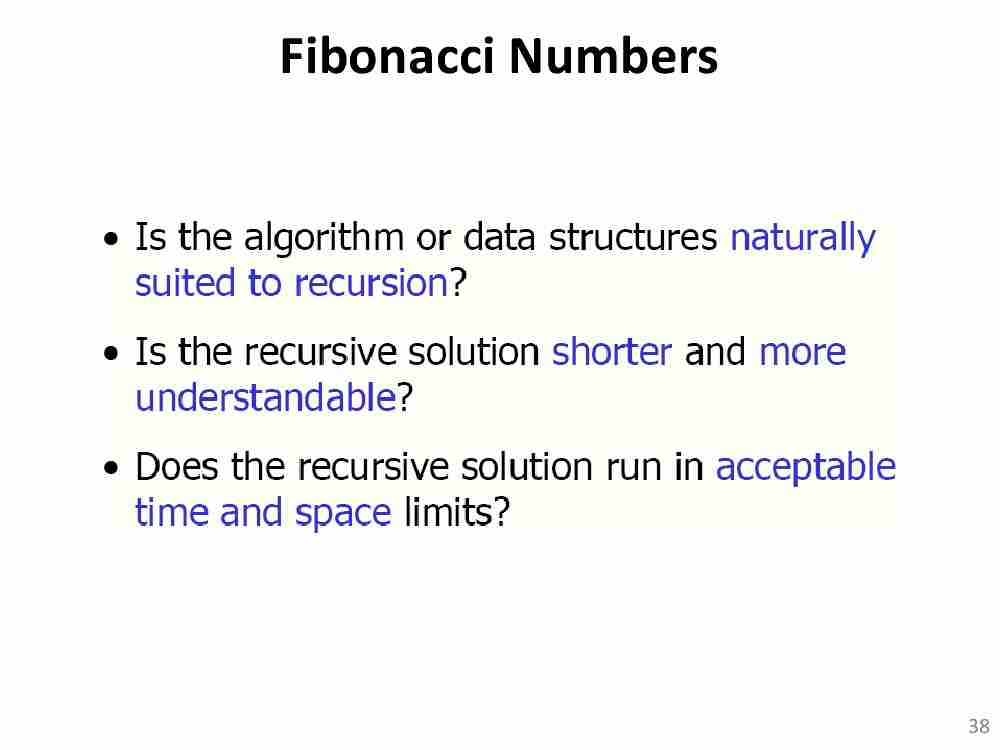 Fibonacci Numbers
• Is the algorithm or data structures naturally
suited to recursion?
• Is the recursive solution shorter and more
understandable?
• Does the recursive solution run in acceptable
time and space limits?
38